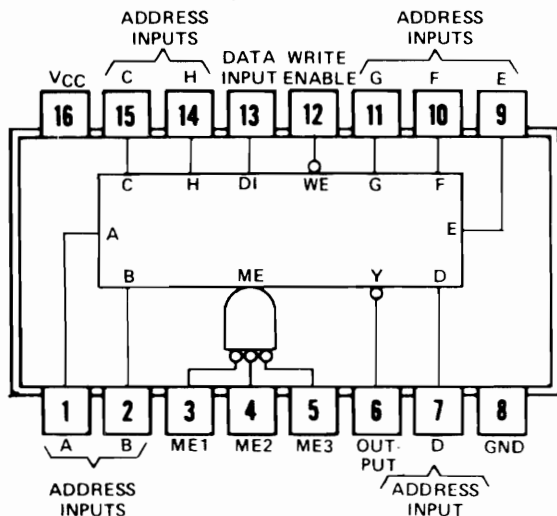 ADDRESS INPUTS
ADDRESS INPUTS
DATA INPUT
WRITE ENABLE
VCC C H G F E
16 15 14 13 12 11 10 9
C H DI WE G F
A E
B ME Y D
1 2 3 4 5 6 7 8
A B ME1 ME2 ME3 OUT-PUT D GND
ADDRESS INPUTS
ADDRESS INPUT